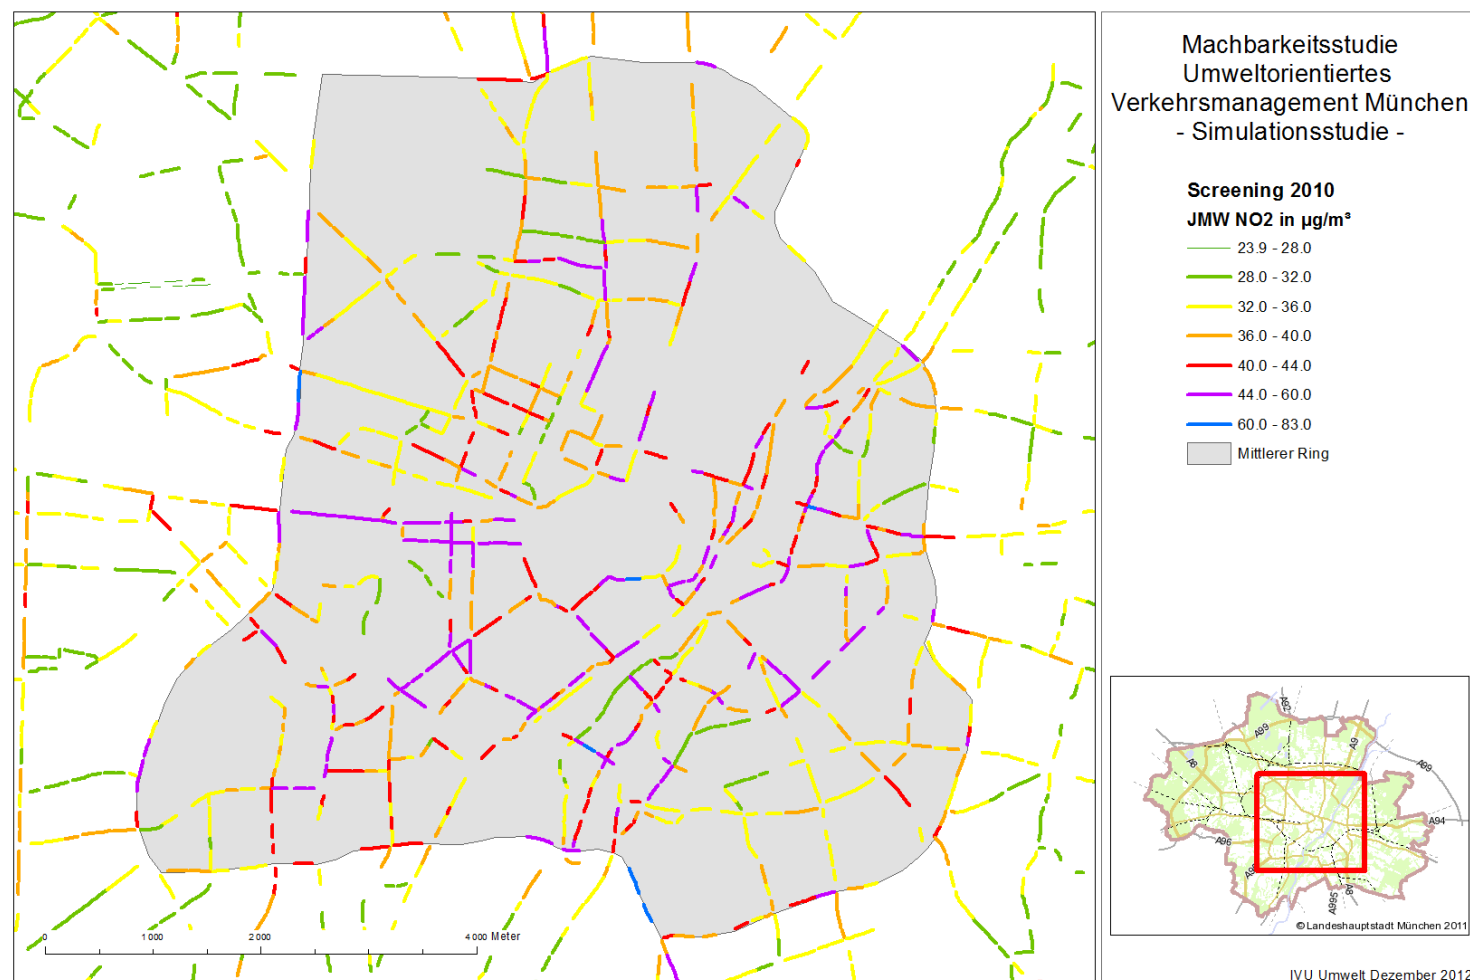 Machbarkeitsstudie
Umweltorientiertes
Verkehrsmanagement München
- Simulationsstudie -
Screening 2010
JMW NO2 in µg/m³
23.9 - 28.0
28.0 - 32.0
32.0 - 36.0
36.0 - 40.0
40.0 - 44.0
44.0 - 60.0
60.0 - 83.0
Mittlerer Ring
0 1 000 2 000 4 000 Meter
A92
A99
A9
A8
A99
A94
A96
A8
A995
©Landeshauptstadt München 2011
IVU Umwelt Dezember 2012